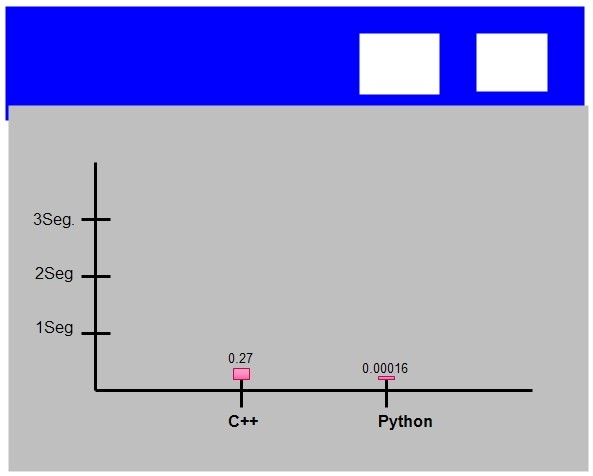 3Seg.
2Seg
1Seg
0.27
0.00016
C++
Python